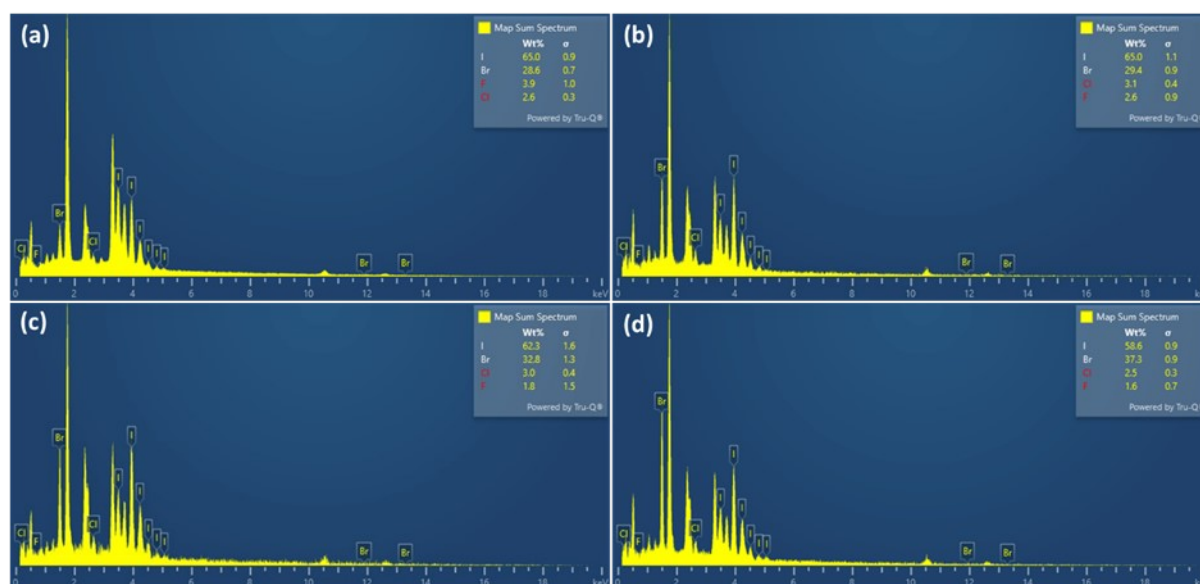 (a)
Map Sum Spectrum
Wt% σ
I 65.0 0.9
Br 28.6 0.7
F 3.9 1.0
Cl 2.6 0.3
Powered by Tru-Q®
Cl F Br Cl I I I I I I Br Br
0 2 4 6 8 10 12 14 16 18 keV
(b)
Map Sum Spectrum
Wt% σ
I 65.0 1.1
Br 29.4 0.9
Cl 3.1 0.4
F 2.6 0.9
Powered by Tru-Q®
Cl F Br Cl I I I I I I Br Br
2 4 6 8 10 12 14 16 18
(c)
Map Sum Spectrum
Wt% σ
I 62.3 1.6
Br 32.8 1.3
Cl 3.0 0.4
F 1.8 1.5
Powered by Tru-Q®
Cl F Br Cl I I I I I I Br Br
0 2 4 6 8 10 12 14 16 18 keV
(d)
Map Sum Spectrum
Wt% σ
I 58.6 0.9
Br 37.3 0.9
Cl 2.5 0.3
F 1.6 0.7
Powered by Tru-Q®
Cl F Br Cl I I I I I I Br Br
2 4 6 8 10 12 14 16 18